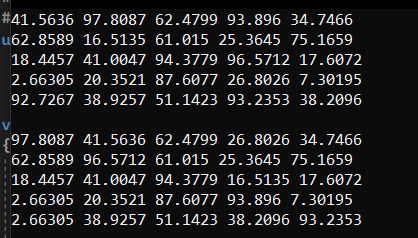 #
41.5636 97.8087 62.4799 93.896 34.7466
u
62.8589 16.5135 61.015 25.3645 75.1659
18.4457 41.0047 94.3779 96.5712 17.6072
2.66305 20.3521 87.6077 26.8026 7.30195
92.7267 38.9257 51.1423 93.2353 38.2096
v
97.8087 41.5636 62.4799 26.8026 34.7466
{
62.8589 96.5712 61.015 25.3645 75.1659
18.4457 41.0047 94.3779 16.5135 17.6072
2.66305 20.3521 87.6077 93.896 7.30195
2.66305 38.9257 51.1423 38.2096 93.2353